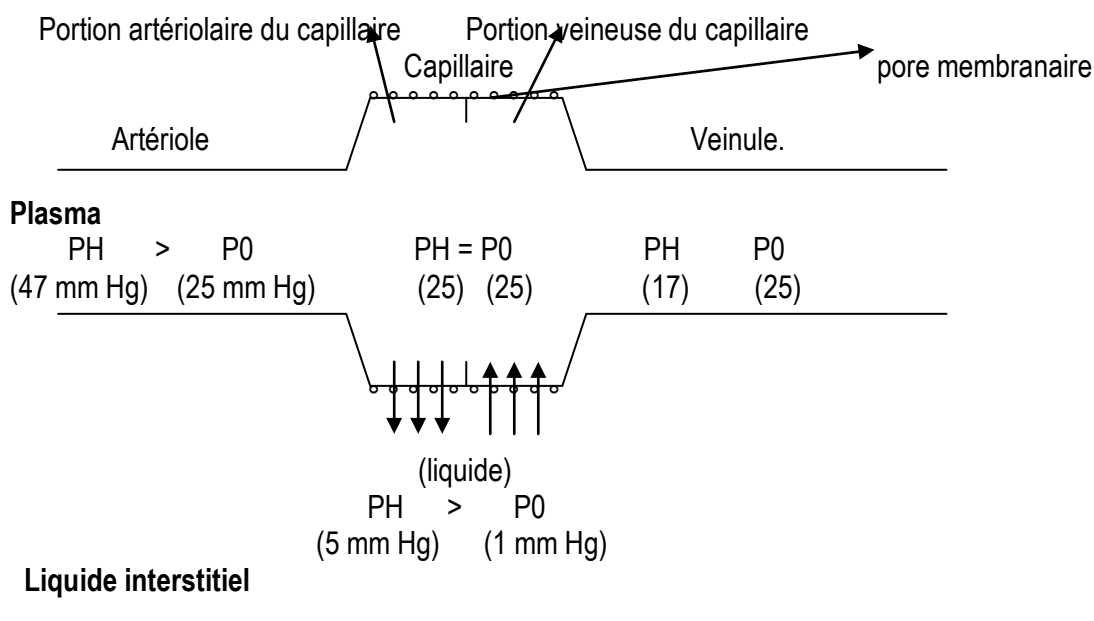 Portion artériolaire du capillaire Portion veineuse du capillaire
Capillaire pore membranaire
Artériole Veinule.
Plasma
PH > P0 PH = P0 PH P0
(47 mm Hg) (25 mm Hg) (25) (25) (17) (25)
(liquide)
PH > P0
(5 mm Hg) (1 mm Hg)
Liquide interstitiel